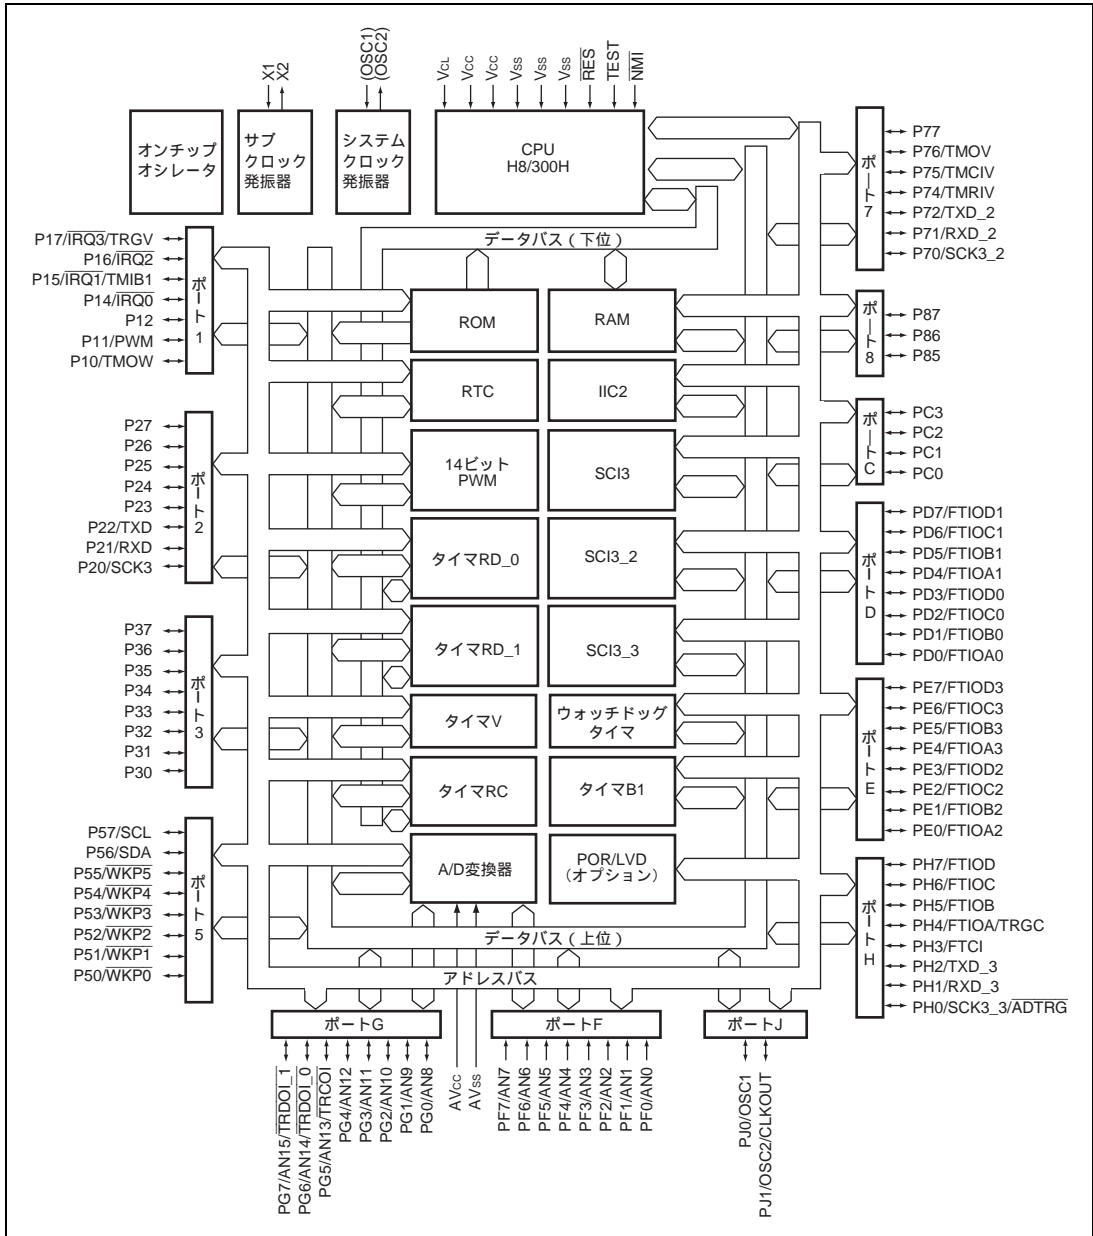 X1
X2
(OSC1)
(OSC2)
VCL
VCC
VCC
VSS
VSS
VSS
RES
TEST
NMI
オンチップ
オシレータ
サブ
クロック
発振器
システム
クロック
発振器
CPU
H8/300H
データバス（下位）
P17/IRQ3/TRGV
P16/IRQ2
P15/IRQ1/TMIB1
P14/IRQ0
P12
P11/PWM
P10/TMOW
ポート1
P27
P26
P25
P24
P23
P22/TXD
P21/RXD
P20/SCK3
ポート2
P37
P36
P35
P34
P33
P32
P31
P30
ポート3
P57/SCL
P56/SDA
P55/WKP5
P54/WKP4
P53/WKP3
P52/WKP2
P51/WKP1
P50/WKP0
ポート5
ROM
RAM
RTC
IIC2
14ビット
PWM
SCI3
タイマRD_0
SCI3_2
タイマRD_1
SCI3_3
タイマV
ウォッチドッグ
タイマ
タイマRC
タイマB1
A/D変換器
POR/LVD
（オプション）
データバス（上位）
アドレスバス
ポート7
P77
P76/TMOV
P75/TMCIV
P74/TMRIV
P72/TXD_2
P71/RXD_2
P70/SCK3_2
ポート8
P87
P86
P85
ポートC
PC3
PC2
PC1
PC0
ポートD
PD7/FTIOD1
PD6/FTIOC1
PD5/FTIOB1
PD4/FTIOA1
PD3/FTIOD0
PD2/FTIOC0
PD1/FTIOB0
PD0/FTIOA0
ポートE
PE7/FTIOD3
PE6/FTIOC3
PE5/FTIOB3
PE4/FTIOA3
PE3/FTIOD2
PE2/FTIOC2
PE1/FTIOB2
PE0/FTIOA2
ポートH
PH7/FTIOD
PH6/FTIOC
PH5/FTIOB
PH4/FTIOA/TRGC
PH3/FTCI
PH2/TXD_3
PH1/RXD_3
PH0/SCK3_3/ADTRG
ポートG
ポートF
ポートJ
PG7/AN15/TRDOI_1
PG6/AN14/TRDOI_0
PG5/AN13/TRCOI
PG4/AN12
PG3/AN11
PG2/AN10
PG1/AN9
PG0/AN8
AVCC
AVSS
PF7/AN7
PF6/AN6
PF5/AN5
PF4/AN4
PF3/AN3
PF2/AN2
PF1/AN1
PF0/AN0
PJ0/OSC1
PJ1/OSC2/CLKOUT